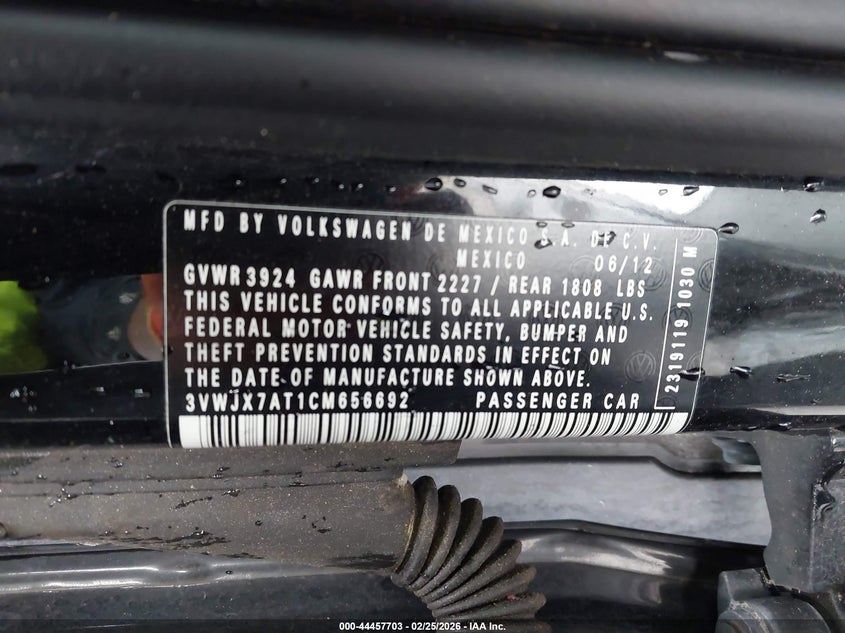 MFD BY VOLKSWAGEN DE MEXICO S.A. DE C.V.
MEXICO 06/12
GVWR 3924 GAWR FRONT 2227 / REAR 1808 LBS
THIS VEHICLE CONFORMS TO ALL APPLICABLE U.S.
FEDERAL MOTOR VEHICLE SAFETY, BUMPER AND
THEFT PREVENTION STANDARDS IN EFFECT ON
THE DATE OF MANUFACTURE SHOWN ABOVE.
3VWJX7AT1CM656692 PASSENGER CAR
2319119 1030 M
000-44457703 - 02/25/2026 - IAA Inc.